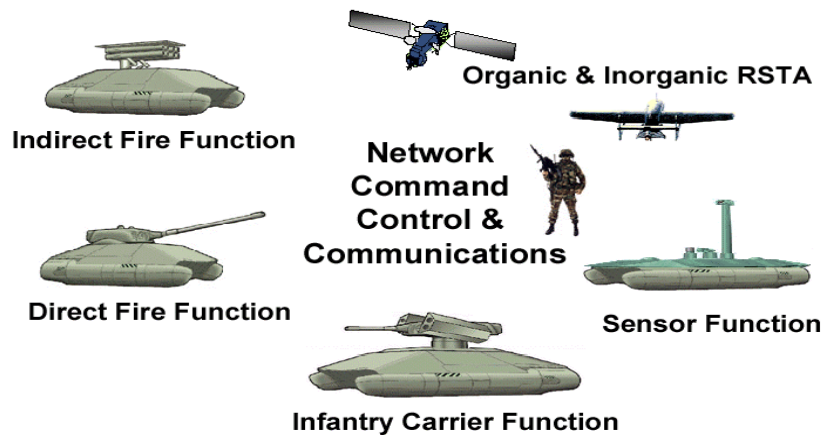 Organic & Inorganic RSTA
Indirect Fire Function
Network
Command
Control &
Communications
Direct Fire Function
Sensor Function
Infantry Carrier Function